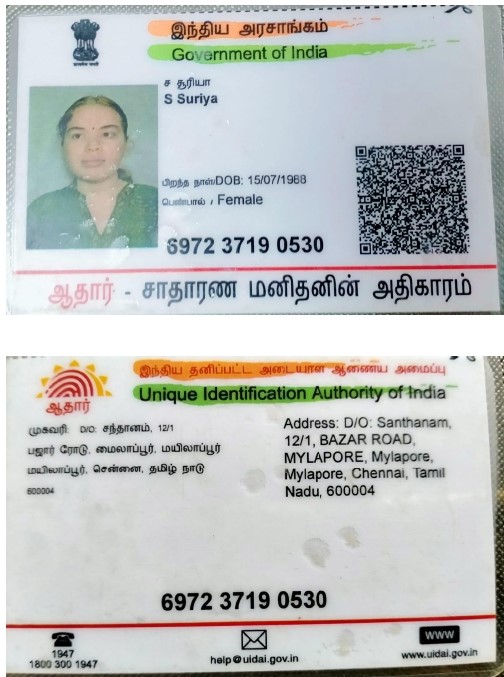 இந்திய அரசாங்கம்
Government of India
ச சூரியா
S Suriya
பிறந்த நாள்/DOB: 15/07/1988
பெண்பால் / Female
6972 3719 0530
ஆதார் - சாதாரண மனிதனின் அதிகாரம்
இந்திய தனிப்பட்ட அடையாள ஆணைய அமைப்பு
Unique Identification Authority of India
ஆதார்
முகவரி: D/O: சந்தானம், 12/1
பஜார் ரோடு, மைலாப்பூர், மயிலாப்பூர்
மயிலாப்பூர், சென்னை, தமிழ் நாடு
600004
Address: D/O: Santhanam,
12/1, BAZAR ROAD,
MYLAPORE, Mylapore,
Mylapore, Chennai, Tamil
Nadu, 600004
6972 3719 0530
1947
1800 300 1947
help@uidai.gov.in
WWW
www.uidai.gov.in